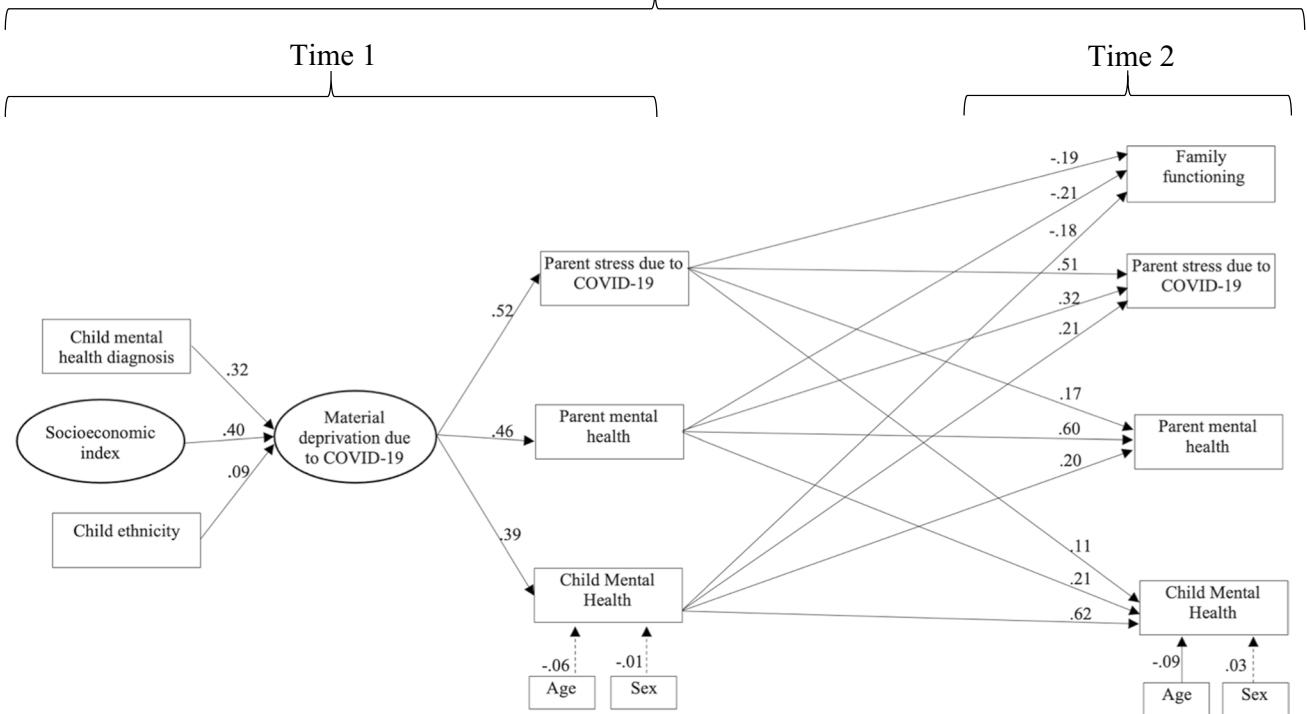 Time 1
Time 2
Family
functioning
-.19
-.21
-.18
Parent stress due to
COVID-19
.51
Parent stress due to
COVID-19
.32
.21
.52
Child mental
health diagnosis
.32
Socioeconomic
index
.40
Material
deprivation due
to COVID-19
.46
Parent mental
health
.17
.60
.20
Parent mental
health
.09
Child ethnicity
.39
Child Mental
Health
.11
.21
.62
Child Mental
Health
-.06
-.01
Age
Sex
-.09
.03
Age
Sex